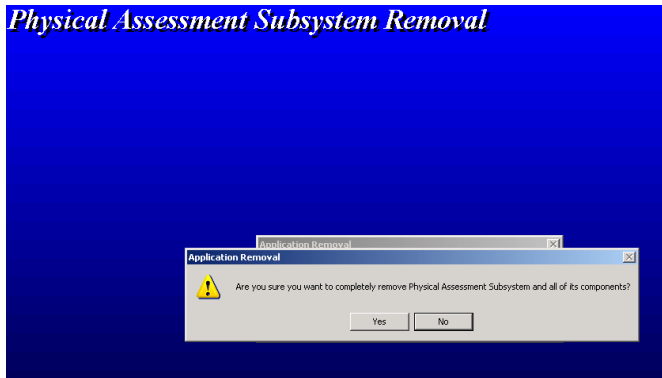 Physical Assessment Subsystem Removal
Application Removal
Application Removal
Are you sure you want to completely remove Physical Assessment Subsystem and all of its components?
Yes No